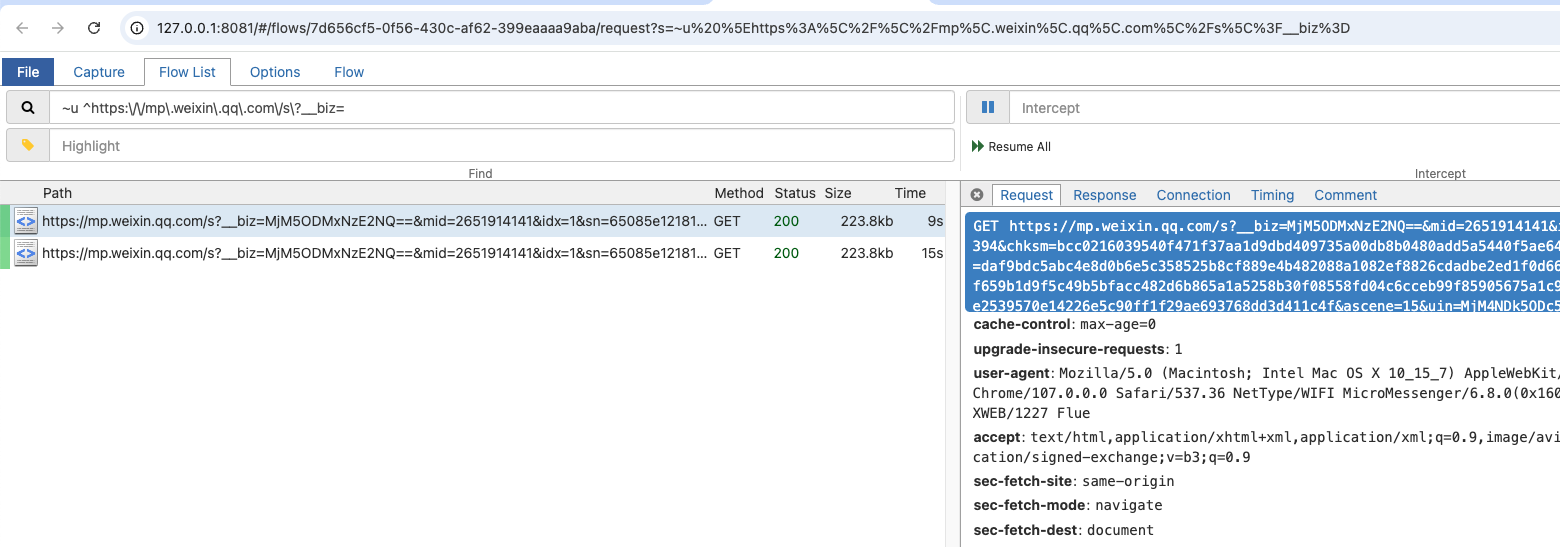 127.0.0.1:8081/#/flows/7d656cf5-0f56-430c-af62-399eaaaa9aba/request?s=~u%20%5Ehttps%3A%5C%2F%5C%2Fmp%5C.weixin%5C.qq%5C.com%5C%2Fs%5C%3F__biz%3D
File Capture Flow List Options Flow
~u ^https:\/\/mp\.weixin\.qq\.com\/s\?__biz=
Intercept
Highlight
Resume All
Find
Intercept
Path Method Status Size Time
https://mp.weixin.qq.com/s?__biz=MjM5ODMxNzE2NQ==&mid=2651914141&idx=1&sn=65085e12181... GET 200 223.8kb 9s
https://mp.weixin.qq.com/s?__biz=MjM5ODMxNzE2NQ==&mid=2651914141&idx=1&sn=65085e12181... GET 200 223.8kb 15s
Request Response Connection Timing Comment
GET https://mp.weixin.qq.com/s?__biz=MjM5ODMxNzE2NQ==&mid=2651914141&i
394&chksm=bcc0216039540f471f37aa1d9dbd409735a00db8b0480add5a5440f5ae64
=daf9bdc5abc4e8d0b6e5c358525b8cf889e4b482088a1082ef8826cdadbe2ed1f0d66
f659b1d9f5c49b5bfacc482d6b865a1a5258b30f08558fd04c6cceb99f85905675a1c9
e2539570e14226e5c90ff1f29ae693768dd3d411c4f&ascene=15&uin=MjM4NDk5ODc5
cache-control: max-age=0
upgrade-insecure-requests: 1
user-agent: Mozilla/5.0 (Macintosh; Intel Mac OS X 10_15_7) AppleWebKit/
Chrome/107.0.0.0 Safari/537.36 NetType/WIFI MicroMessenger/6.8.0(0x160
XWEB/1227 Flue
accept: text/html,application/xhtml+xml,application/xml;q=0.9,image/avi
cation/signed-exchange;v=b3;q=0.9
sec-fetch-site: same-origin
sec-fetch-mode: navigate
sec-fetch-dest: document